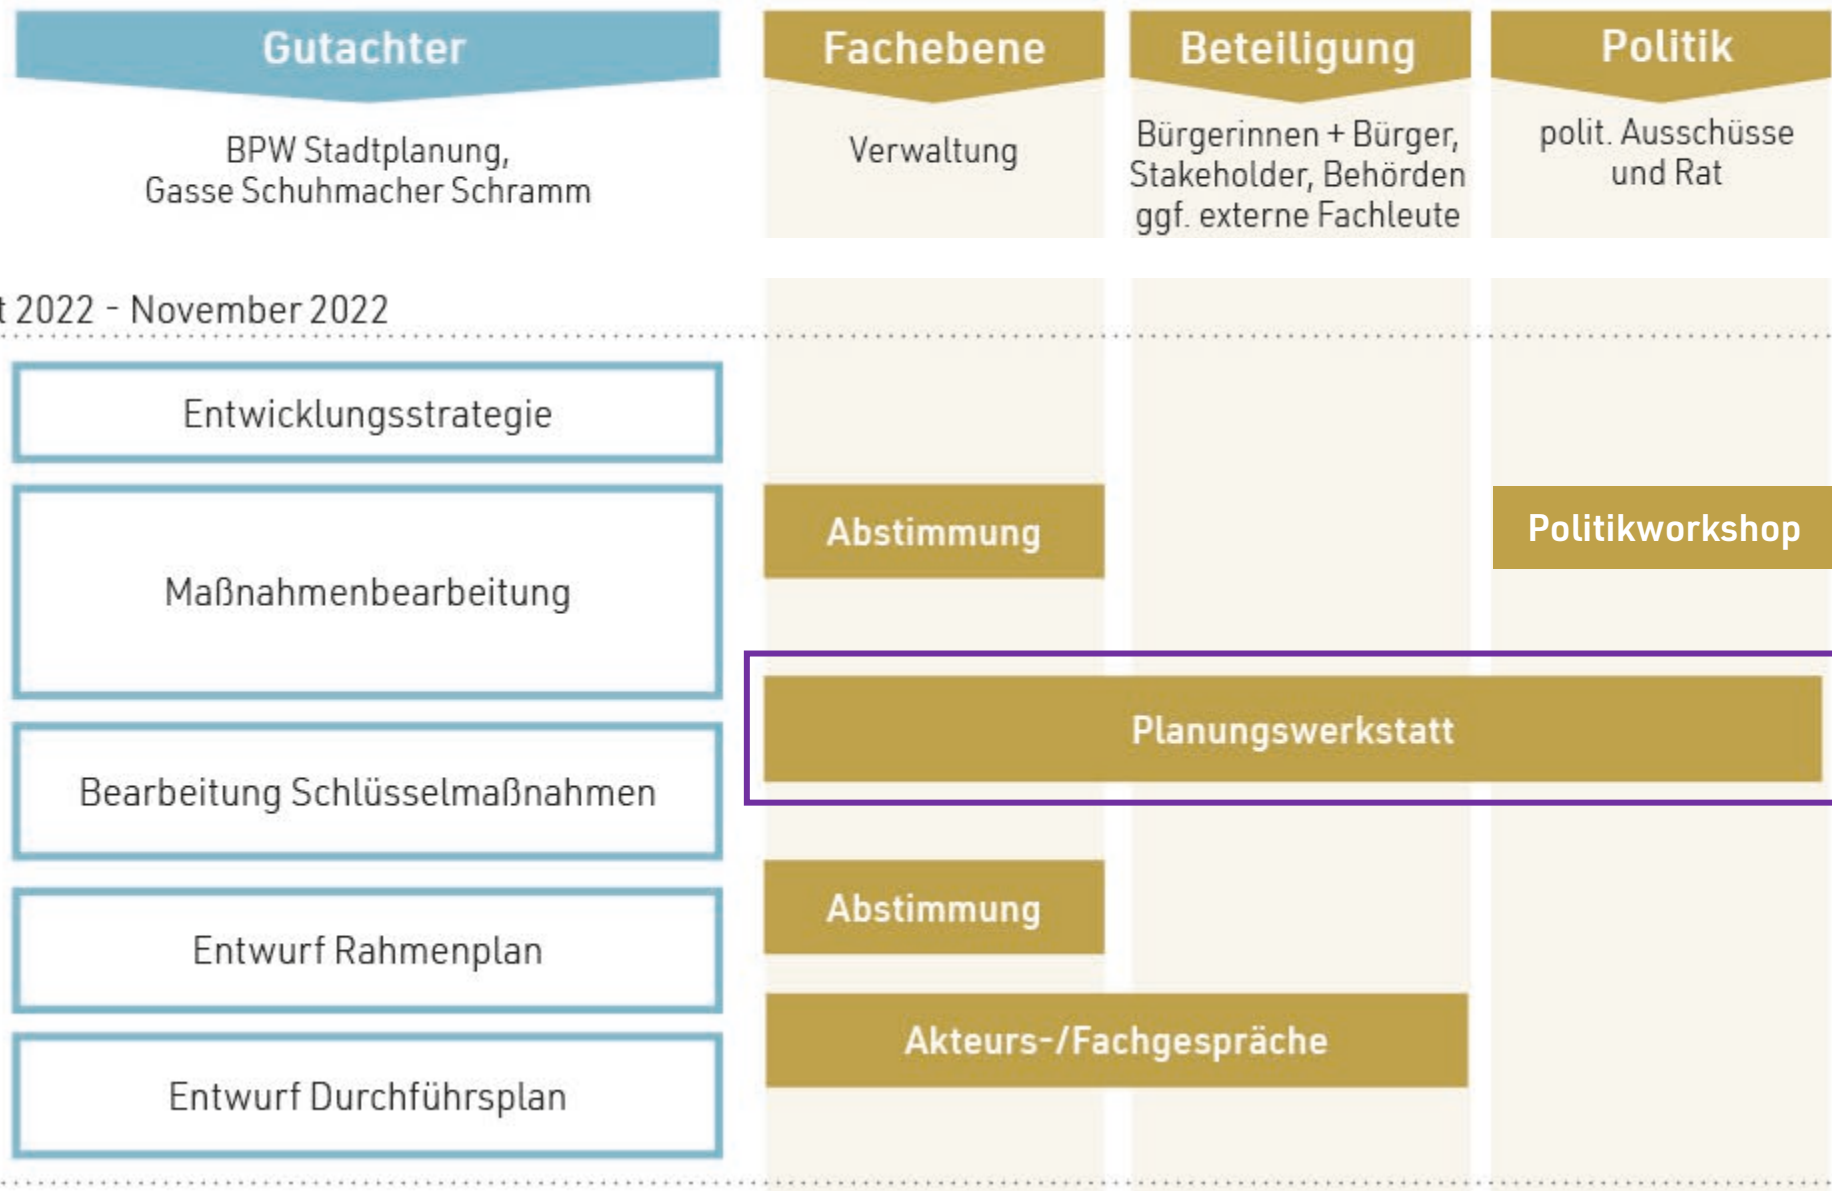 Gutachter
Fachebene
Beteiligung
Politik
BPW Stadtplanung,
Gasse Schuhmacher Schramm
Verwaltung
Bürgerinnen + Bürger,
Stakeholder, Behörden
ggf. externe Fachleute
polit. Ausschüsse
und Rat
2022 - November 2022
Entwicklungsstrategie
Maßnahmenbearbeitung
Abstimmung
Politikworkshop
Planungswerkstatt
Bearbeitung Schlüsselmaßnahmen
Abstimmung
Entwurf Rahmenplan
Akteurs-/Fachgespräche
Entwurf Durchführsplan